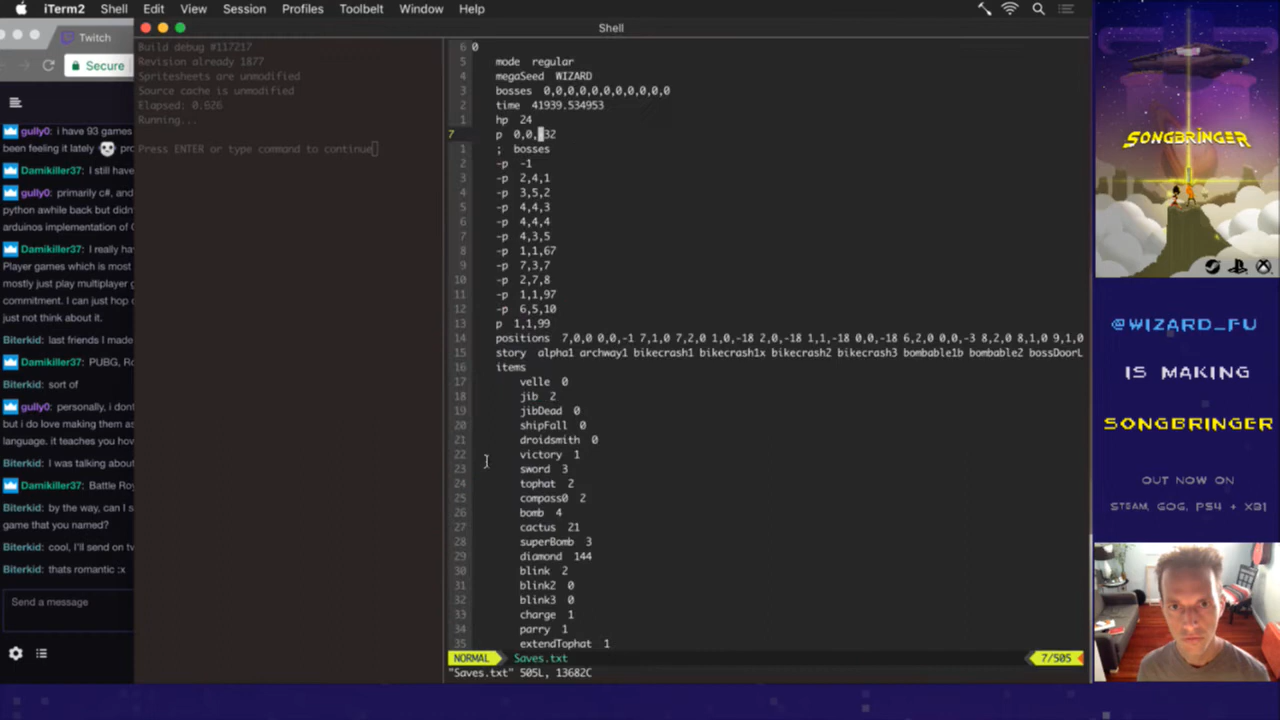 iTerm2 Shell Edit View Session Profiles Toolbelt Window Help
Shell
Twitch
Secure
gully0: i have 93 games
been feeling it lately pro
Damikiller37: I still have
gully0: primarily c#, and
python awhile back but didn
arduinos implementation of C
Damikiller37: I really ha
Player games which is most
mostly just play multiplayer g
commitment. I can just hop
just not think about it.
Biterkid: last friends I made
Damikiller37: PUBG, Ro
Biterkid: sort of
gully0: personally, i dont
but i do love making them as
language. it teaches you how
Biterkid: I was talking about
Damikiller37: Battle Roy
Biterkid: by the way, can I s
game that you named?
Biterkid: cool, I'll send on tw
Biterkid: thats romantic :x
Send a message
Build debug #117217
Revision already 1877
Spritesheets are unmodified
Source cache is unmodified
Elapsed: 0.626
Running...
Press ENTER or type command to continue
6 0
5 mode regular
4 megaSeed WIZARD
3 bosses 0,0,0,0,0,0,0,0,0,0,0
2 time 41939.534953
1 hp 24
7 p 0,0,-32
1 ; bosses
2 -p -1
3 -p 2,4,1
4 -p 3,5,2
5 -p 4,4,3
6 -p 4,4,4
7 -p 4,3,5
8 -p 1,1,67
9 -p 7,3,7
10 -p 2,7,8
11 -p 1,1,97
12 -p 6,5,10
13 p 1,1,99
14 positions 7,0,0 0,0,-1 7,1,0 7,2,0 1,0,-18 2,0,-18 1,1,-18 0,0,-18 6,2,0 0,0,-3 8,2,0 8,1,0 9,1,0
15 story alpha1 archway1 bikecrash1 bikecrash1x bikecrash2 bikecrash3 bombable1b bombable2 bossDoorL
16 items
17 velle 0
18 jib 2
19 jibDead 0
20 shipFall 0
21 droidsmith 0
22 victory 1
23 sword 3
24 tophat 2
25 compass0 2
26 bomb 4
27 cactus 21
28 superBomb 3
29 diamond 144
30 blink 2
31 blink2 0
32 blink3 0
33 charge 1
34 parry 1
35 extendTophat 1
NORMAL Saves.txt 7/505
"Saves.txt" 505L, 13682C
SONGBRINGER
@WIZARD_FU
IS MAKING
SONGBRINGER
OUT NOW ON
STEAM, GOG, PS4 + XB1